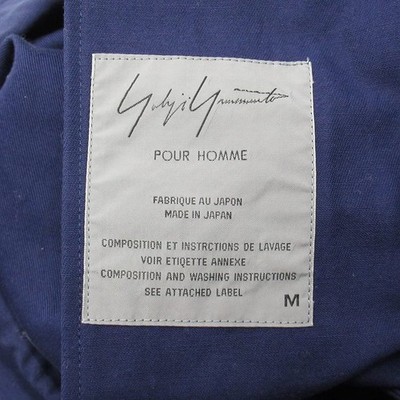 Yohji Yamamoto
POUR HOMME
FABRIQUE AU JAPON
MADE IN JAPAN
COMPOSITION ET INSTRCTIONS DE LAVAGE
VOIR ETIQETTE ANNEXE
COMPOSITION AND WASHING INSTRUCTIONS
SEE ATTACHED LABEL
M